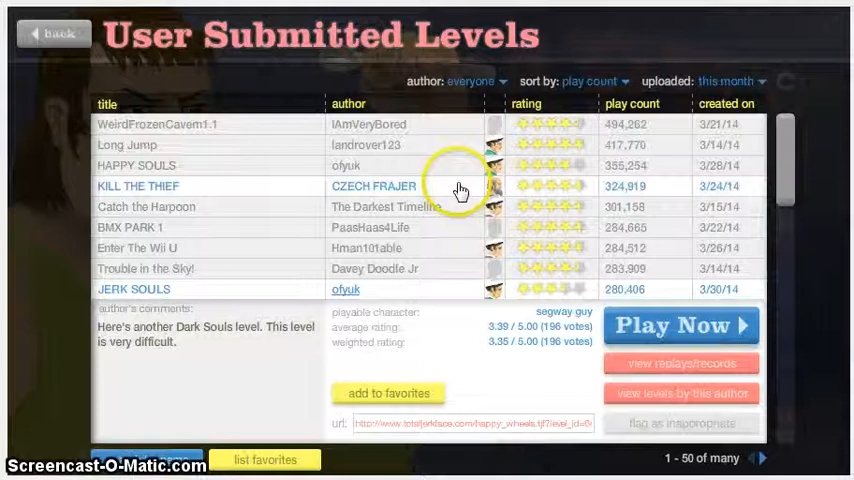 back
User Submitted Levels
author: everyone sort by: play count uploaded: this month
title author rating play count created on
WeirdFrozenCavern1.1 IAmVeryBored 494,262 3/21/14
Long Jump landrover123 417,770 3/14/14
HAPPY SOULS ofyuk 355,254 3/28/14
KILL THE THIEF CZECH FRAJER 324,919 3/24/14
Catch the Harpoon The Darkest Timeline 301,158 3/15/14
BMX PARK 1 PaasHaas4Life 284,665 3/22/14
Enter The Wii U Hman101able 284,512 3/26/14
Trouble in the Sky! Davey Doodle Jr 283,909 3/14/14
JERK SOULS ofyuk 280,406 3/30/14
author's comments:
Here's another Dark Souls level. This level
is very difficult.
playable character: segway guy
average rating: 3.39 / 5.00 (196 votes)
weighted rating: 3.35 / 5.00 (196 votes)
Play Now
view replays/records
add to favorites
view levels by this author
url: http://www.totaljerkface.com/happy_wheels.tjf?level_id=
flag as inappropriate
list favorites
1 - 50 of many
Screencast-O-Matic.com